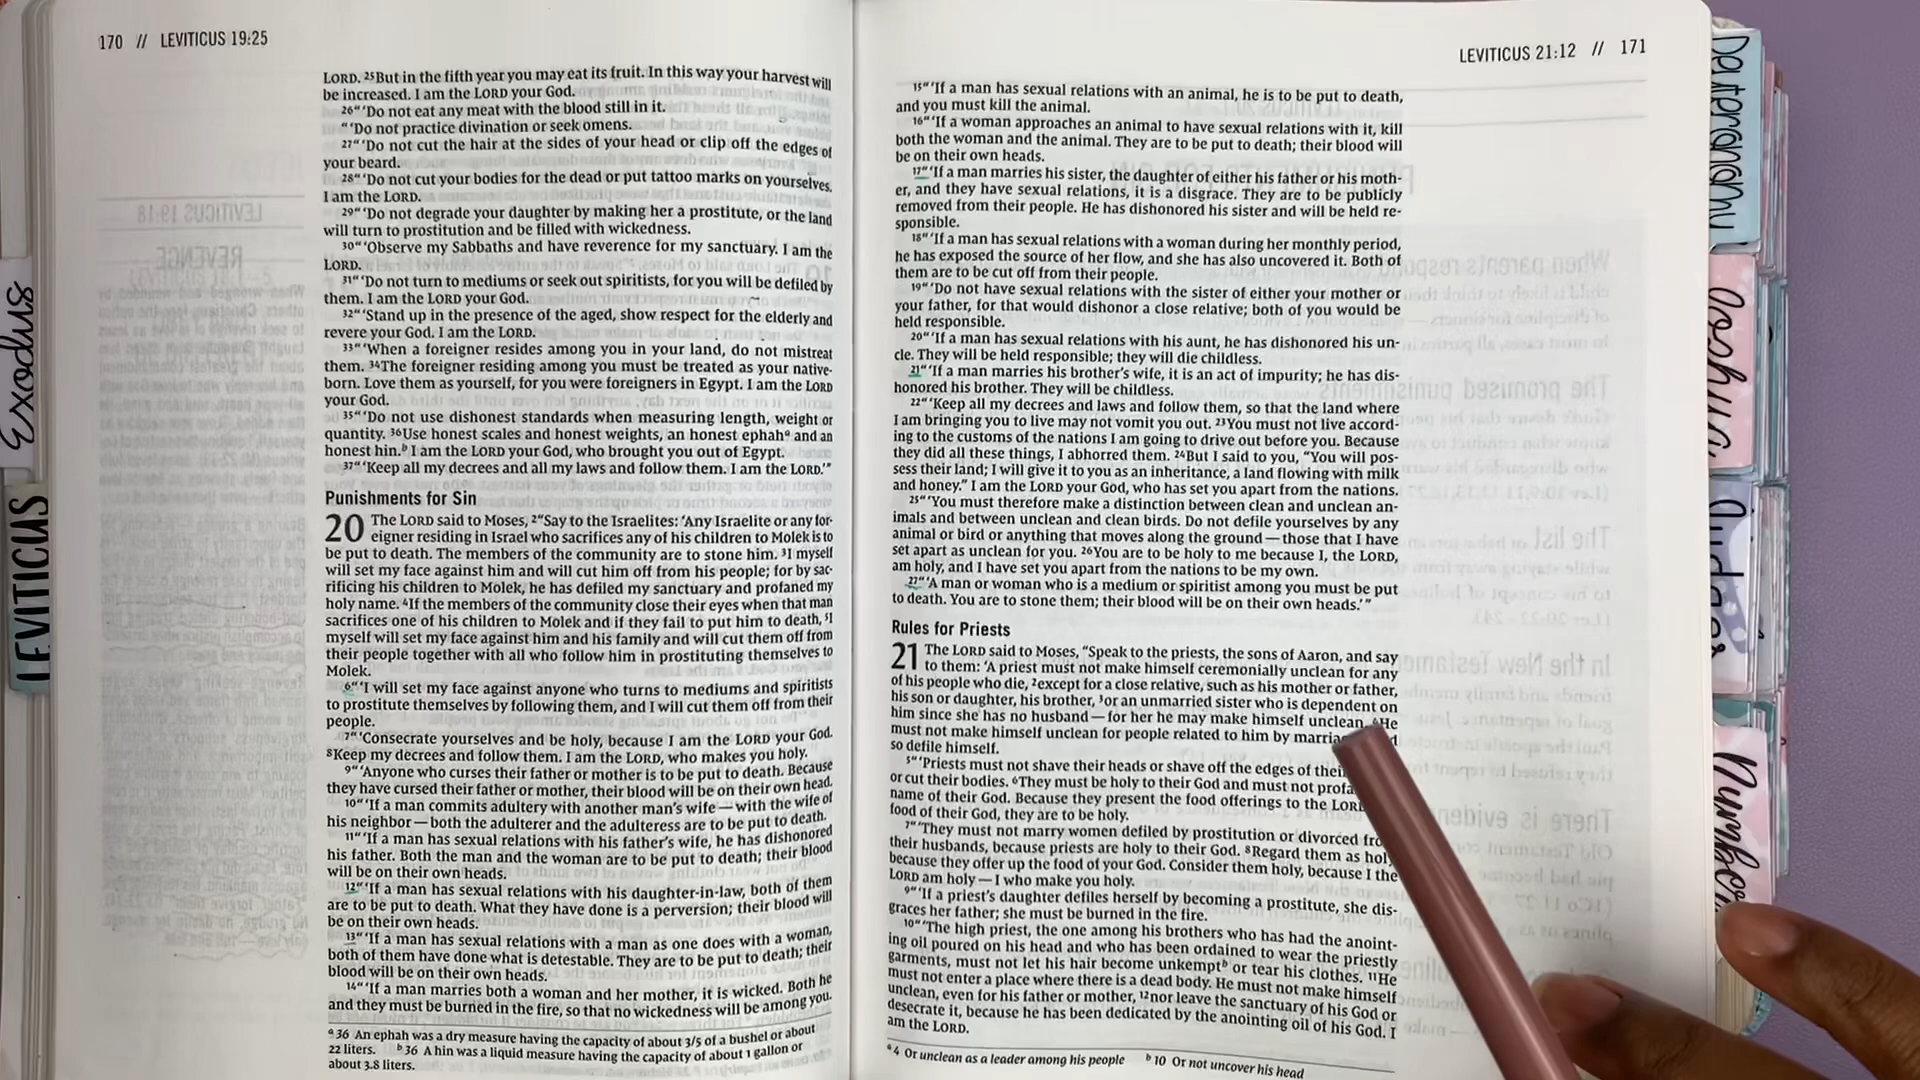 170 // LEVITICUS 19:25
LORD. 25But in the fifth year you may eat its fruit. In this way your harvest will
be increased. I am the LORD your God.
26“‘Do not eat any meat with the blood still in it.
“‘Do not practice divination or seek omens.
27“‘Do not cut the hair at the sides of your head or clip off the edges of
your beard.
28“‘Do not cut your bodies for the dead or put tattoo marks on yourselves.
I am the LORD.
29“‘Do not degrade your daughter by making her a prostitute, or the land
will turn to prostitution and be filled with wickedness.
30“‘Observe my Sabbaths and have reverence for my sanctuary. I am the
LORD.
31“‘Do not turn to mediums or seek out spiritists, for you will be defiled by
them. I am the LORD your God.
32“‘Stand up in the presence of the aged, show respect for the elderly and
revere your God. I am the LORD.
33“‘When a foreigner resides among you in your land, do not mistreat
them. 34The foreigner residing among you must be treated as your native-
born. Love them as yourself, for you were foreigners in Egypt. I am the LORD
your God.
35“‘Do not use dishonest standards when measuring length, weight or
quantity. 36Use honest scales and honest weights, an honest ephah a and an
honest hin. b I am the LORD your God, who brought you out of Egypt.
37“‘Keep all my decrees and all my laws and follow them. I am the LORD.’”
Punishments for Sin
20 The LORD said to Moses, 2“Say to the Israelites: ‘Any Israelite or any for-
eigner residing in Israel who sacrifices any of his children to Molek is to
be put to death. The members of the community are to stone him. 3I myself
will set my face against him and will cut him off from his people; for by sac-
rificing his children to Molek, he has defiled my sanctuary and profaned my
holy name. 4If the members of the community close their eyes when that man
sacrifices one of his children to Molek and if they fail to put him to death, 5I
myself will set my face against him and his family and will cut them off from
their people together with all who follow him in prostituting themselves to
Molek.
6“‘I will set my face against anyone who turns to mediums and spiritists
to prostitute themselves by following them, and I will cut them off from their
people.
7“‘Consecrate yourselves and be holy, because I am the LORD your God.
8Keep my decrees and follow them. I am the LORD, who makes you holy.
9“‘Anyone who curses their father or mother is to be put to death. Because
they have cursed their father or mother, their blood will be on their own head.
10“‘If a man commits adultery with another man’s wife—with the wife of
his neighbor—both the adulterer and the adulteress are to be put to death.
11“‘If a man has sexual relations with his father’s wife, he has dishonored
his father. Both the man and the woman are to be put to death; their blood
will be on their own heads.
12“‘If a man has sexual relations with his daughter-in-law, both of them
are to be put to death. What they have done is a perversion; their blood will
be on their own heads.
13“‘If a man has sexual relations with a man as one does with a woman,
both of them have done what is detestable. They are to be put to death; their
blood will be on their own heads.
14“‘If a man marries both a woman and her mother, it is wicked. Both he
and they must be burned in the fire, so that no wickedness will be among you.
a 36 An ephah was a dry measure having the capacity of about 3/5 of a bushel or about
22 liters. b 36 A hin was a liquid measure having the capacity of about 1 gallon or
about 3.8 liters.
LEVITICUS 21:12 // 171
15“‘If a man has sexual relations with an animal, he is to be put to death,
and you must kill the animal.
16“‘If a woman approaches an animal to have sexual relations with it, kill
both the woman and the animal. They are to be put to death; their blood will
be on their own heads.
17“‘If a man marries his sister, the daughter of either his father or his moth-
er, and they have sexual relations, it is a disgrace. They are to be publicly
removed from their people. He has dishonored his sister and will be held re-
sponsible.
18“‘If a man has sexual relations with a woman during her monthly period,
he has exposed the source of her flow, and she has also uncovered it. Both of
them are to be cut off from their people.
19“‘Do not have sexual relations with the sister of either your mother or
your father, for that would dishonor a close relative; both of you would be
held responsible.
20“‘If a man has sexual relations with his aunt, he has dishonored his un-
cle. They will be held responsible; they will die childless.
21“‘If a man marries his brother’s wife, it is an act of impurity; he has dis-
honored his brother. They will be childless.
22“‘Keep all my decrees and laws and follow them, so that the land where
I am bringing you to live may not vomit you out. 23You must not live accord-
ing to the customs of the nations I am going to drive out before you. Because
they did all these things, I abhorred them. 24But I said to you, “You will pos-
sess their land; I will give it to you as an inheritance, a land flowing with milk
and honey.” I am the LORD your God, who has set you apart from the nations.
25“‘You must therefore make a distinction between clean and unclean an-
imals and between unclean and clean birds. Do not defile yourselves by any
animal or bird or anything that moves along the ground—those that I have
set apart as unclean for you. 26You are to be holy to me because I, the LORD,
am holy, and I have set you apart from the nations to be my own.
27“‘A man or woman who is a medium or spiritist among you must be put
to death. You are to stone them; their blood will be on their own heads.’”
Rules for Priests
21 The LORD said to Moses, “Speak to the priests, the sons of Aaron, and say
to them: ‘A priest must not make himself ceremonially unclean for any
of his people who die, 2except for a close relative, such as his mother or father,
his son or daughter, his brother, 3or an unmarried sister who is dependent on
him since she has no husband—for her he may make himself unclean. 4He
must not make himself unclean for people related to him by
so defile himself.
5“‘Priests must not shave their heads or shave off the edges of
or cut their bodies. 6They must be holy to their God and must not
name of their God. Because they present the food offerings to the LORD
food of their God, they are to be holy.
7“‘They must not marry women defiled by prostitution or divorced
their husbands, because priests are holy to their God. 8Regard them as holy
because they offer up the food of your God. Consider them holy, because I the
LORD am holy—I who make you holy.
9“‘If a priest’s daughter defiles herself by becoming a prostitute, she dis-
graces her father; she must be burned in the fire.
10“‘The high priest, the one among his brothers who has had the anoint-
ing oil poured on his head and who has been ordained to wear the priestly
garments, must not let his hair become unkempt b or tear his clothes. 11He
must not enter a place where there is a dead body. He must not make himself
unclean, even for his father or mother, 12nor leave the sanctuary of his God or
desecrate it, because he has been dedicated by the anointing oil of his God. I
am the LORD.
a 4 Or unclean as a leader among his people b 10 Or not uncover his head
Exodus
LEVITICUS
Deuteronomy
Joshua
Judges
Numbers